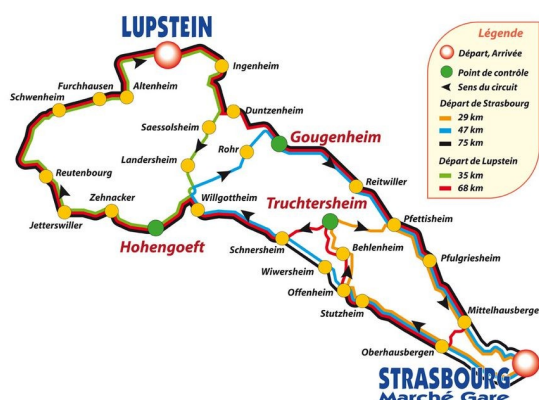 LUPSTEIN
Légende
Départ, Arrivée
Point de contrôle
Sens du circuit
Départ de Strasbourg
29 km
47 km
75 km
Départ de Lupstein
35 km
68 km
Ingenheim
Furchhausen
Altenheim
Schwenheim
Duntzenheim
Saessolsheim
Gougenheim
Rohr
Landersheim
Reutenbourg
Reitwiller
Zehnacker
Willgottheim
Truchtersheim
Jetterswiller
Pfettisheim
Hohengoeft
Schnersheim
Behlenheim
Pfulgriesheim
Wiwersheim
Offenheim
Stutzheim
Mittelhausberge
Oberhausbergen
STRASBOURG
Marché Gare